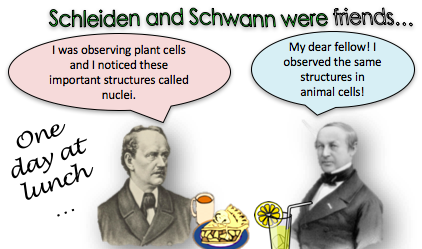 Schleiden and Schwann were friends...
I was observing plant cells
and I noticed these
important structures called
nuclei.
My dear fellow! I
observed the same
structures in
animal cells!
One
day at
lunch
...